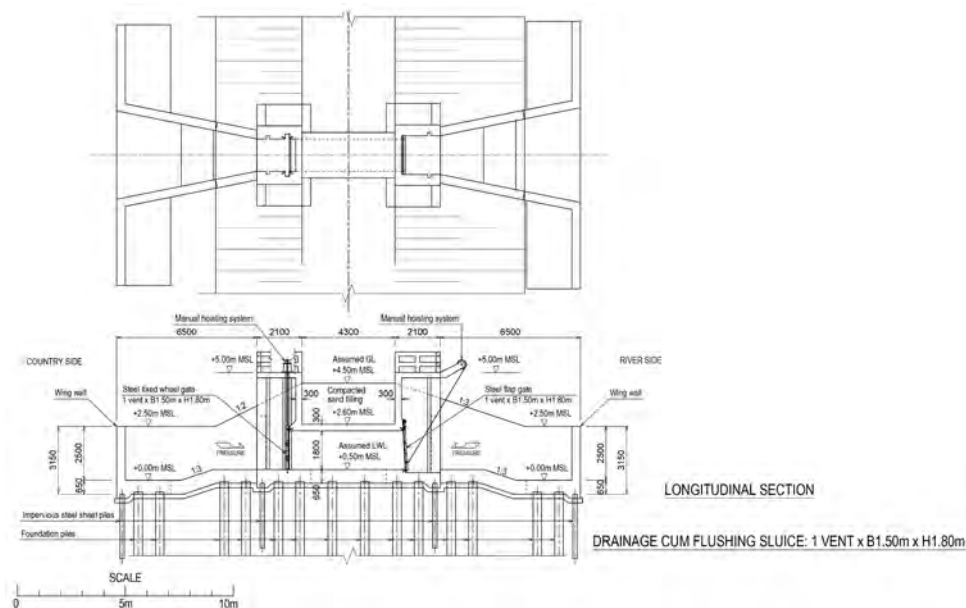 Manual hoisting system
Manual hoisting system
6500
2100
4300
2100
6500
COUNTRY SIDE
RIVER SIDE
+5.00m MSL
Assumed GL
+4.50m MSL
+5.00m MSL
Steel fixed wheel gates
1 vent x B1.50m x H1.80m
300
Compacted
sand filling
300
Steel flap gate
1 vent x B1.50m x H1.80m
Wing wall
1:2
1:3
Wing wall
+2.50m MSL
300
+2.60m MSL
+2.50m MSL
3150
2500
650
PRESSURE
1800
Assumed LWL
+0.50m MSL
PRESSURE
2500
3150
650
+0.00m MSL
1:3
650
1:3
+0.00m MSL
LONGITUDINAL SECTION
Impervious steel sheet piles
Foundation piles
DRAINAGE CUM FLUSHING SLUICE: 1 VENT x B1.50m x H1.80m
SCALE
0
5m
10m